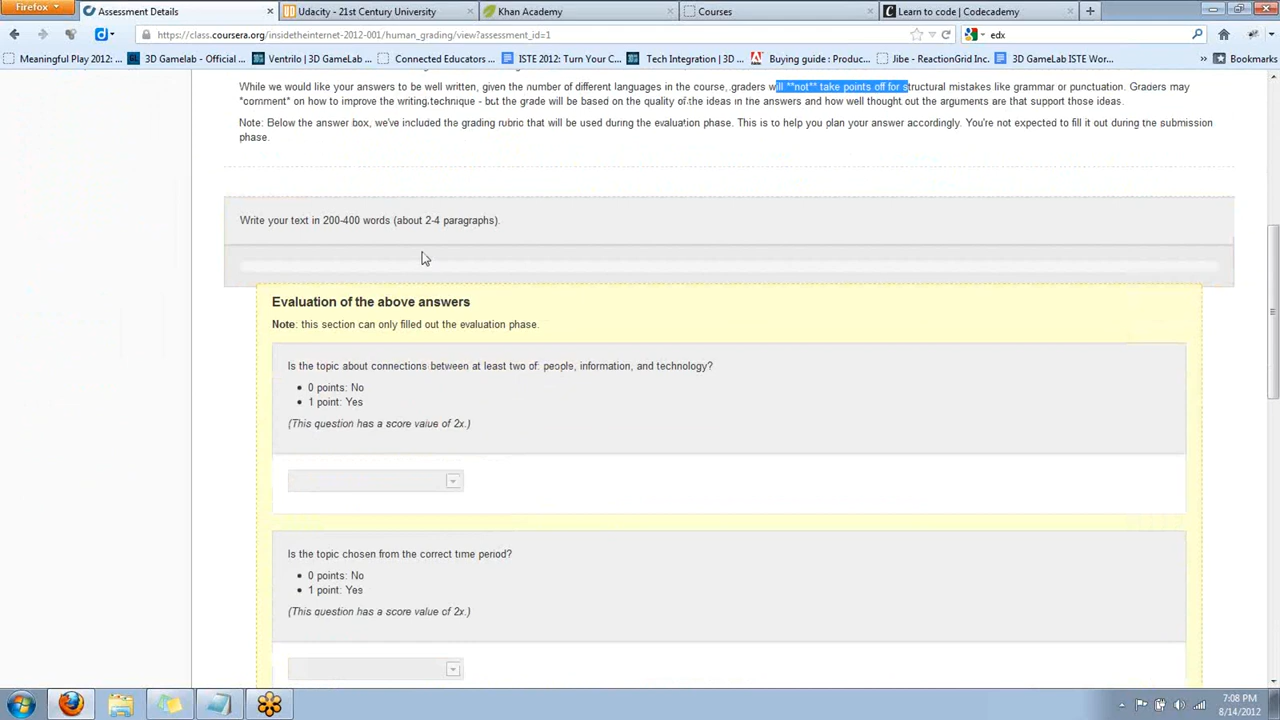 Firefox
Assessment Details
Udacity - 21st Century University
Khan Academy
Courses
Learn to code | Codecademy
https://class.coursera.org/insidetheinternet-2012-001/human_grading/view?assessment_id=1
edx
Meaningful Play 2012: ...
3D Gamelab - Official ...
Ventrilo | 3D GameLab ...
Connected Educators ...
ISTE 2012: Turn Your C...
Tech Integration | 3D ...
Buying guide : Produc...
Jibe - ReactionGrid Inc.
3D GameLab ISTE Wor...
Bookmarks
While we would like your answers to be well written, given the number of different languages in the course, graders will **not** take points off for structural mistakes like grammar or punctuation. Graders may
*comment* on how to improve the writing technique - but the grade will be based on the quality of the ideas in the answers and how well thought out the arguments are that support those ideas.
Note: Below the answer box, we've included the grading rubric that will be used during the evaluation phase. This is to help you plan your answer accordingly. You're not expected to fill it out during the submission
phase.
Write your text in 200-400 words (about 2-4 paragraphs).
Evaluation of the above answers
Note: this section can only filled out the evaluation phase.
Is the topic about connections between at least two of: people, information, and technology?
• 0 points: No
• 1 point: Yes
(This question has a score value of 2x.)
Is the topic chosen from the correct time period?
• 0 points: No
• 1 point: Yes
(This question has a score value of 2x.)
7:08 PM
8/14/2012